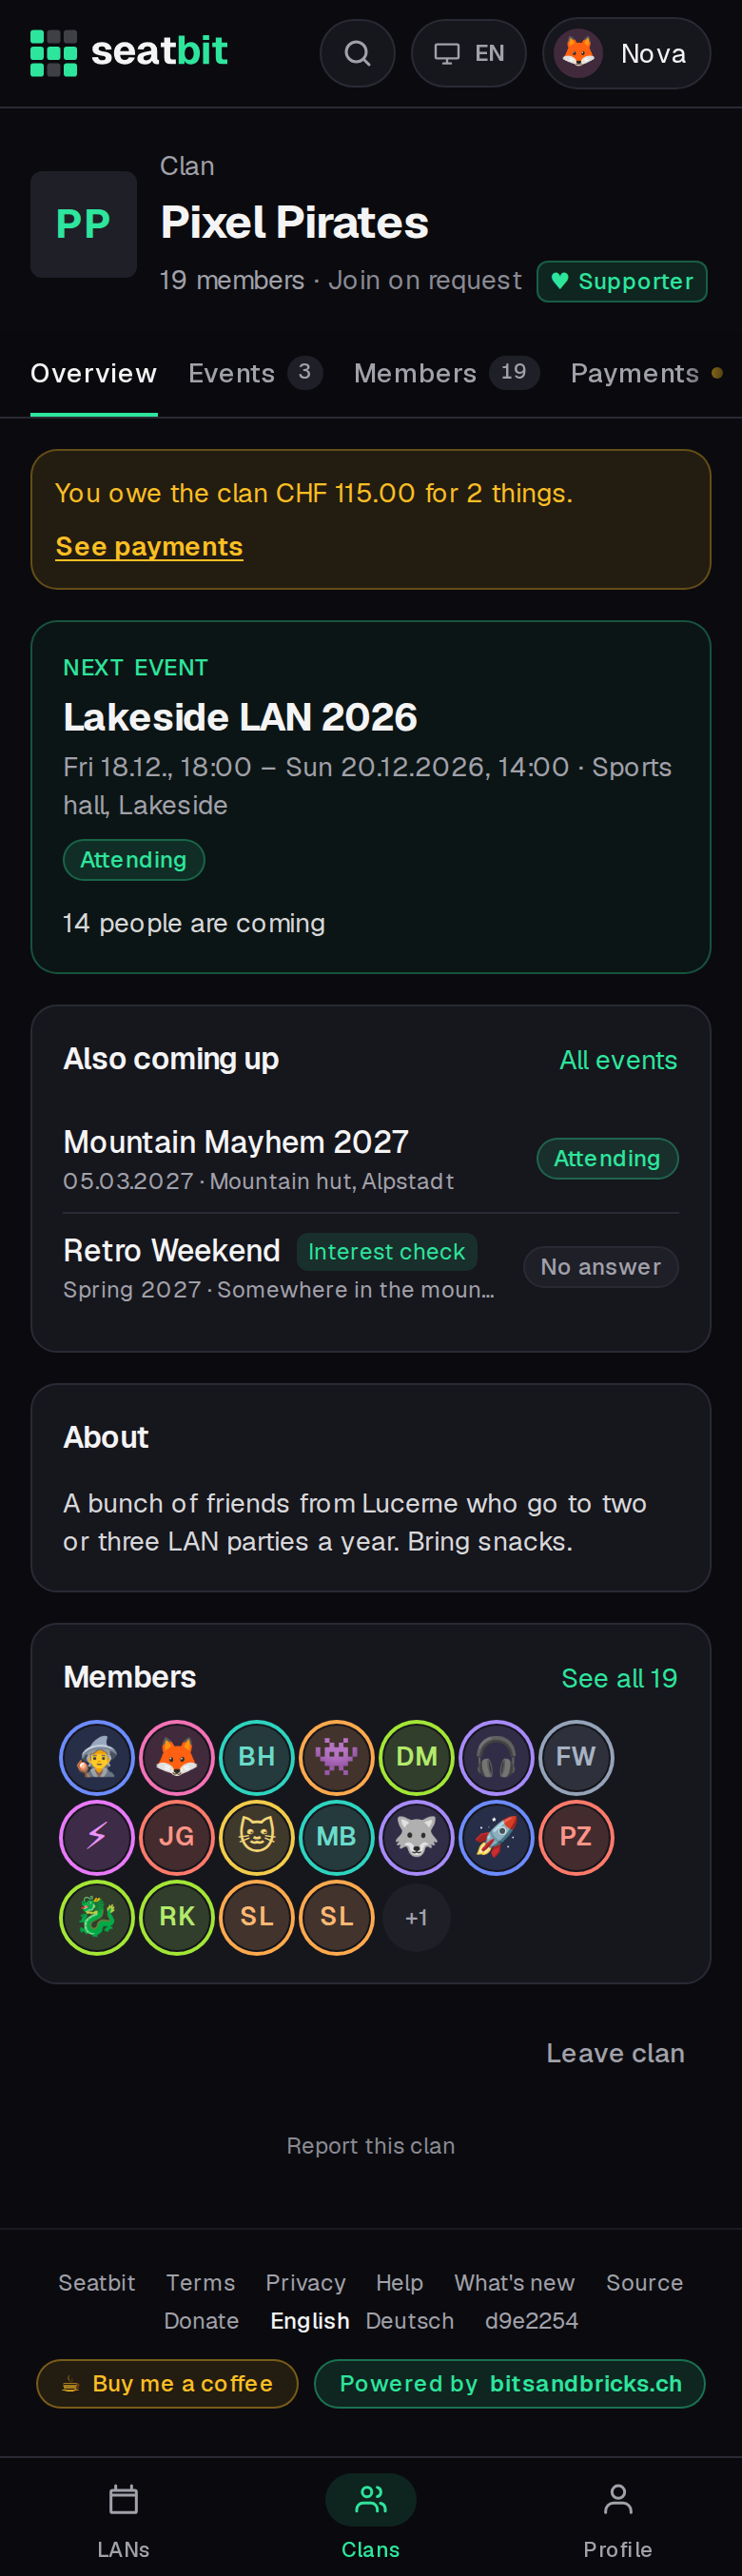 seatbit
EN
Nova
PP
Clan
Pixel Pirates
19 members · Join on request ♥ Supporter
Overview Events 3 Members 19 Payments
You owe the clan CHF 115.00 for 2 things.
See payments
NEXT EVENT
Lakeside LAN 2026
Fri 18.12., 18:00 – Sun 20.12.2026, 14:00 · Sports
hall, Lakeside
Attending
14 people are coming
Also coming up All events
Mountain Mayhem 2027
05.03.2027 · Mountain hut, Alpstadt
Attending
Retro Weekend Interest check
Spring 2027 · Somewhere in the moun...
No answer
About
A bunch of friends from Lucerne who go to two
or three LAN parties a year. Bring snacks.
Members See all 19
BH DM FW
JG MB PZ
RK SL SL +1
Leave clan
Report this clan
Seatbit Terms Privacy Help What's new Source
Donate English Deutsch d9e2254
Buy me a coffee Powered by bitsandbricks.ch
LANs Clans Profile